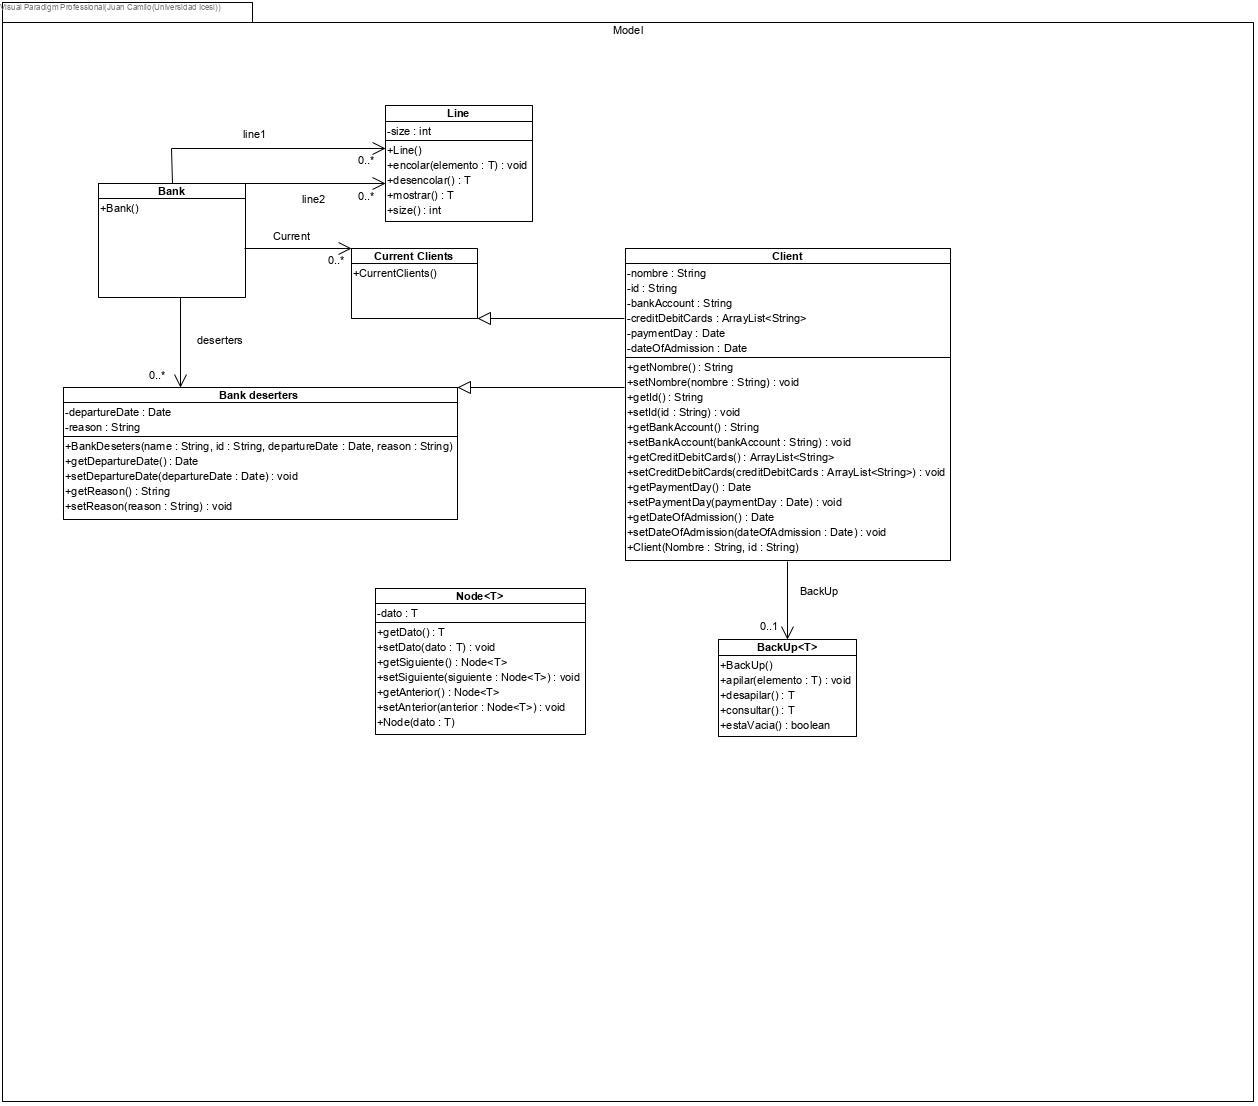 Visual Paradigm Professional(Juan Camilo(Universidad Icesi))
Model
Line
-size : int
+Line()
+encolar(elemento : T) : void
+desencolar() : T
+mostrar() : T
+size() : int
line1
0..*
line2
0..*
Bank
+Bank()
Current
0..*
Current Clients
+CurrentClients()
deserters
0..*
Bank deserters
-departureDate : Date
-reason : String
+BankDeseters(name : String, id : String, departureDate : Date, reason : String)
+getDepartureDate() : Date
+setDepartureDate(departureDate : Date) : void
+getReason() : String
+setReason(reason : String) : void
Client
-nombre : String
-id : String
-bankAccount : String
-creditDebitCards : ArrayList<String>
-paymentDay : Date
-dateOfAdmission : Date
+getNombre() : String
+setNombre(nombre : String) : void
+getId() : String
+setId(id : String) : void
+getBankAccount() : String
+setBankAccount(bankAccount : String) : void
+getCreditDebitCards() : ArrayList<String>
+setCreditDebitCards(creditDebitCards : ArrayList<String>) : void
+getPaymentDay() : Date
+setPaymentDay(paymentDay : Date) : void
+getDateOfAdmission() : Date
+setDateOfAdmission(dateOfAdmission : Date) : void
+Client(Nombre : String, id : String)
BackUp
0..1
Node<T>
-dato : T
+getDato() : T
+setDato(dato : T) : void
+getSiguiente() : Node<T>
+setSiguiente(siguiente : Node<T>) : void
+getAnterior() : Node<T>
+setAnterior(anterior : Node<T>) : void
+Node(dato : T)
BackUp<T>
+BackUp()
+apilar(elemento : T) : void
+desapilar() : T
+consultar() : T
+estaVacia() : boolean